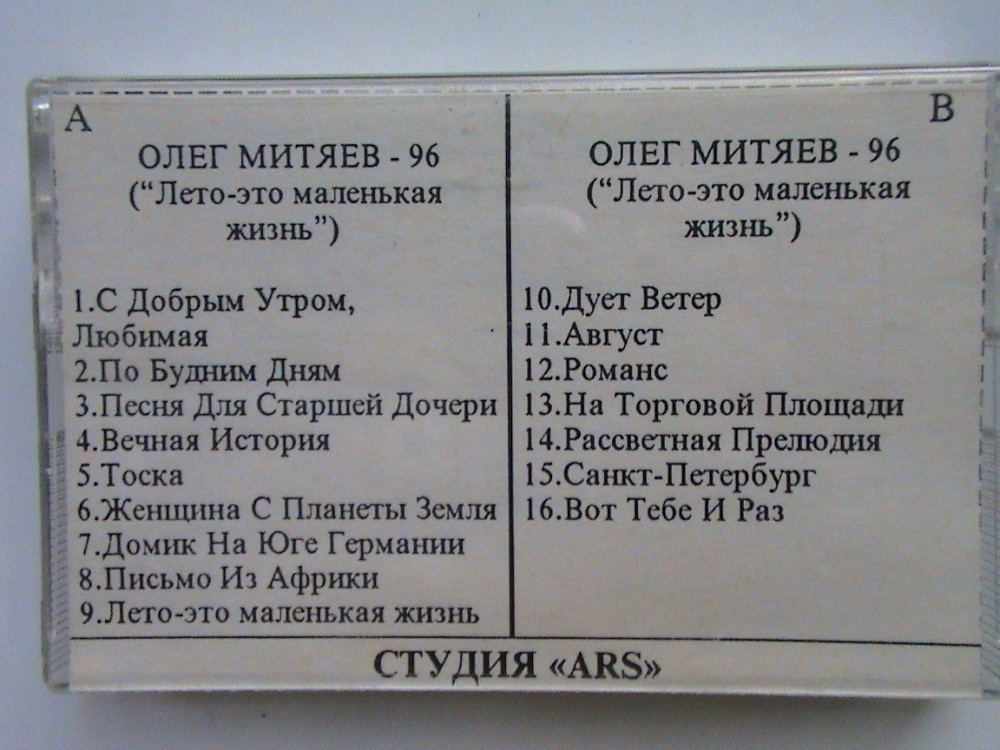 A
ОЛЕГ МИТЯЕВ - 96
(“Лето-это маленькая
жизнь”)
1.С Добрым Утром,
Любимая
2.По Будним Дням
3.Песня Для Старшей Дочери
4.Вечная История
5.Тоска
6.Женщина С Планеты Земля
7.Домик На Юге Германии
8.Письмо Из Африки
9.Лето-это маленькая жизнь
B
ОЛЕГ МИТЯЕВ - 96
(“Лето-это маленькая
жизнь”)
10.Дует Ветер
11.Август
12.Романс
13.На Торговой Площади
14.Рассветная Прелюдия
15.Санкт-Петербург
16.Вот Тебе И Раз
СТУДИЯ «ARS»